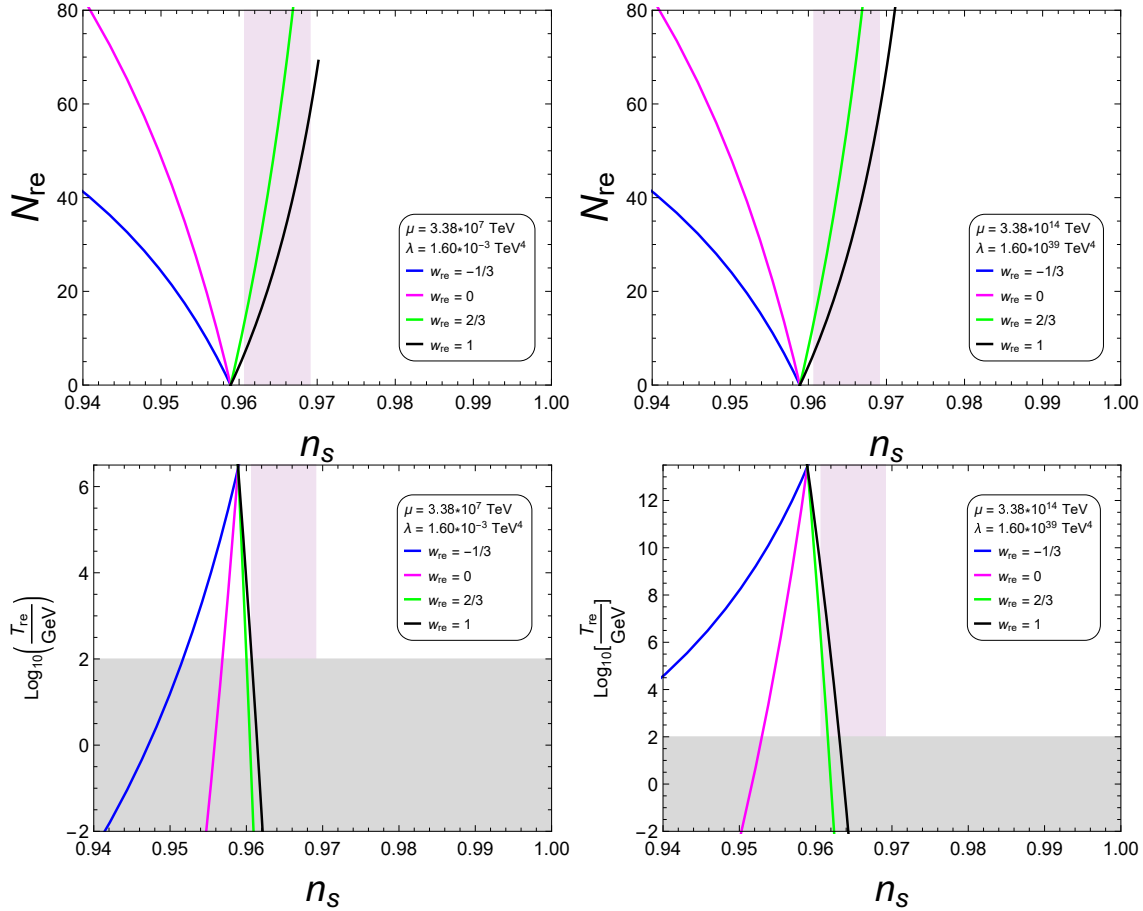 80
60
40
20
0
N_re
0.94 0.95 0.96 0.97 0.98 0.99 1.00
n_s
μ = 3.38*10^7 TeV
λ = 1.60*10^-3 TeV^4
w_re = -1/3
w_re = 0
w_re = 2/3
w_re = 1
80
60
40
20
0
N_re
0.94 0.95 0.96 0.97 0.98 0.99 1.00
n_s
μ = 3.38*10^14 TeV
λ = 1.60*10^39 TeV^4
w_re = -1/3
w_re = 0
w_re = 2/3
w_re = 1
6
4
2
0
-2
Log_10(T_re/GeV)
0.94 0.95 0.96 0.97 0.98 0.99 1.00
n_s
μ = 3.38*10^7 TeV
λ = 1.60*10^-3 TeV^4
w_re = -1/3
w_re = 0
w_re = 2/3
w_re = 1
12
10
8
6
4
2
0
-2
Log_10[T_re/GeV]
0.94 0.95 0.96 0.97 0.98 0.99 1.00
n_s
μ = 3.38*10^14 TeV
λ = 1.60*10^39 TeV^4
w_re = -1/3
w_re = 0
w_re = 2/3
w_re = 1